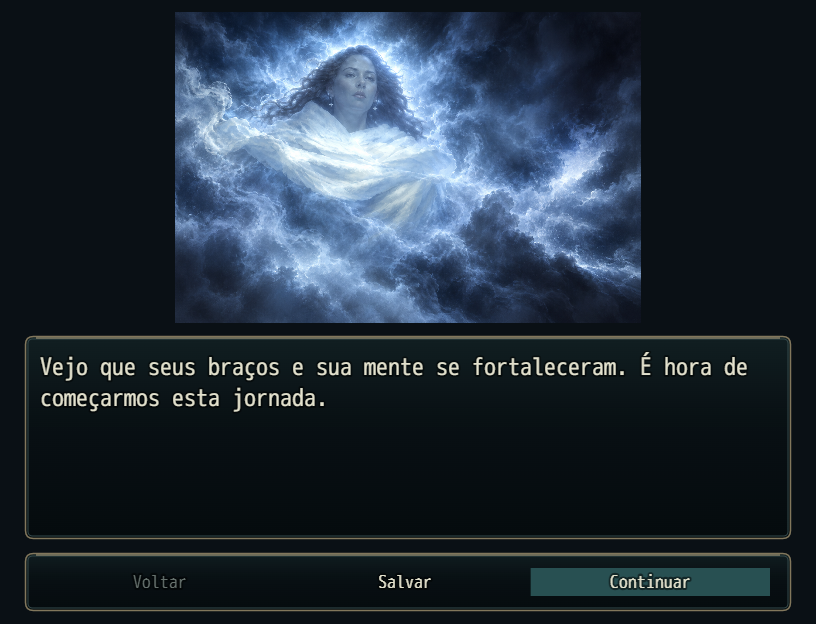 Vejo que seus braços e sua mente se fortaleceram. É hora de
começarmos esta jornada.
Voltar
Salvar
Continuar